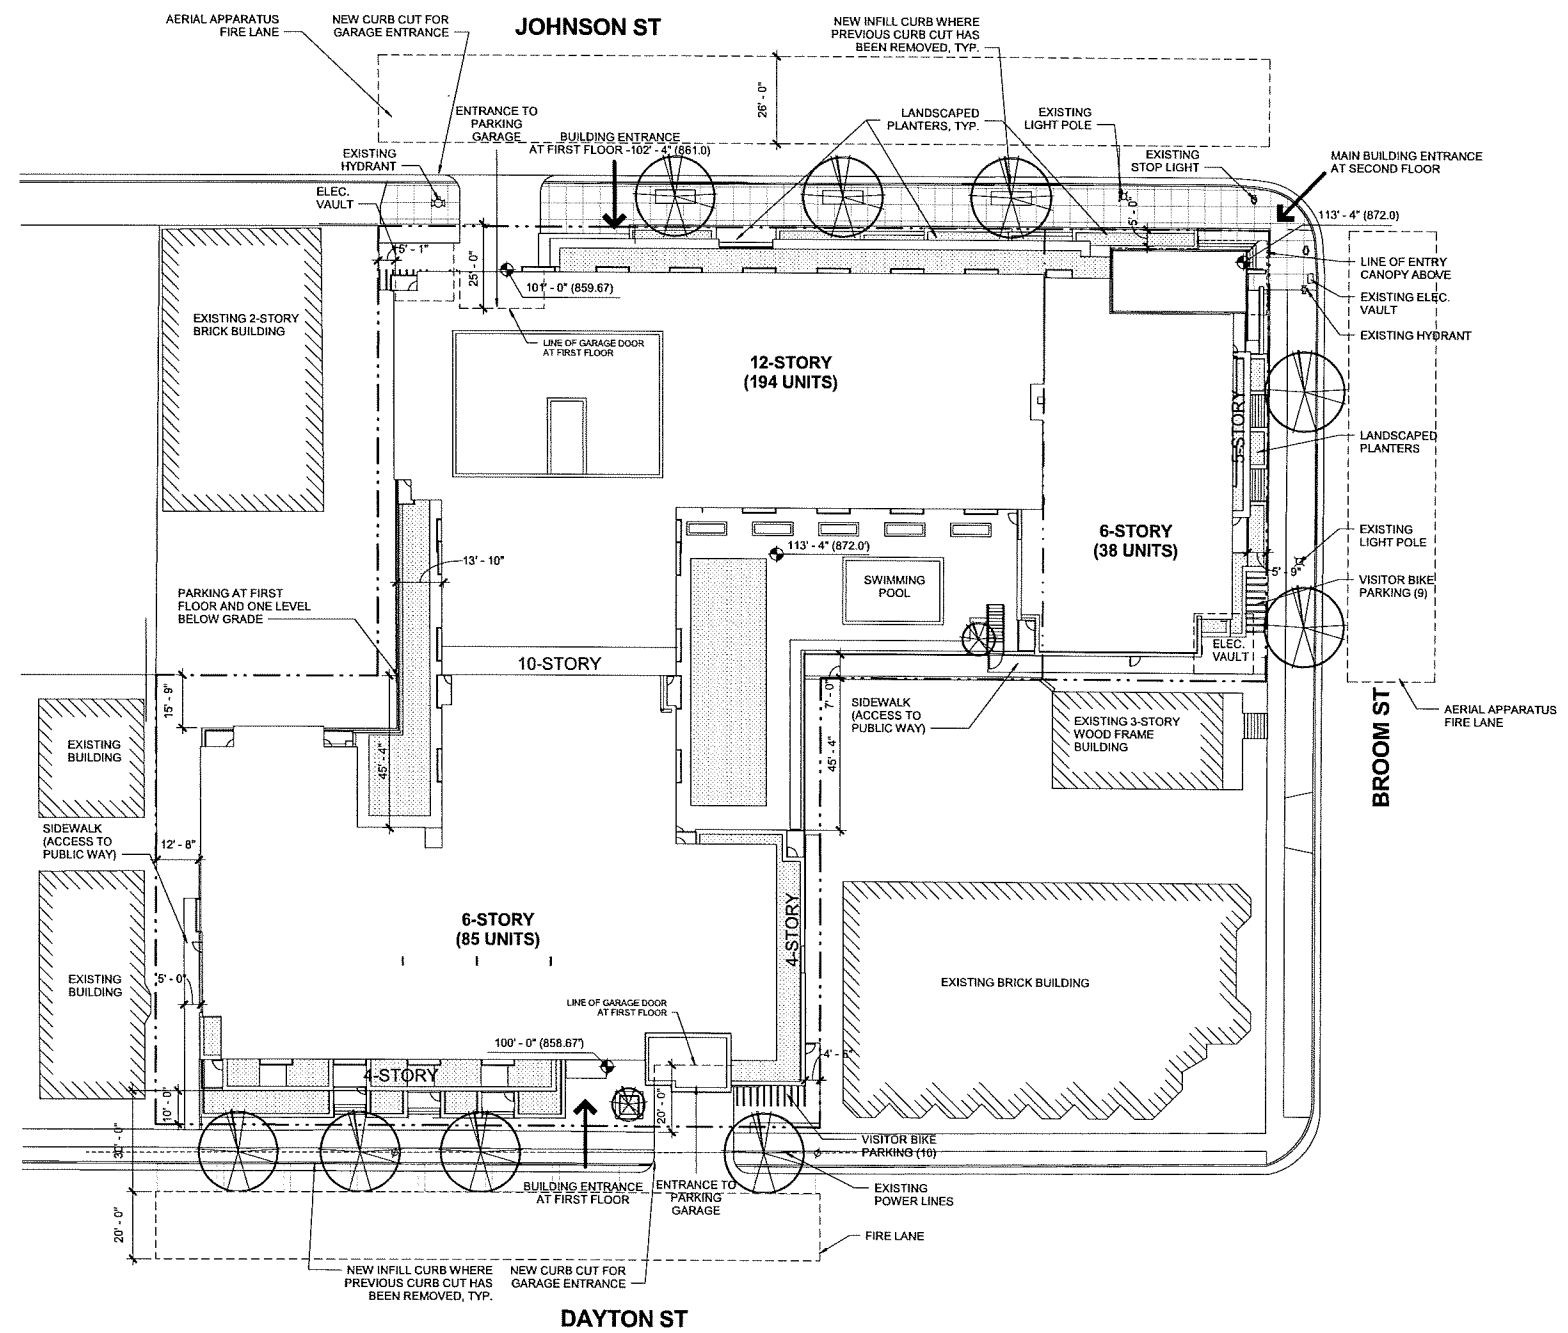 AERIAL APPARATUS
FIRE LANE
NEW CURB CUT FOR
GARAGE ENTRANCE
JOHNSON ST
NEW INFILL CURB WHERE
PREVIOUS CURB CUT HAS
BEEN REMOVED, TYP.
26' - 0"
ENTRANCE TO
PARKING
GARAGE
BUILDING ENTRANCE
AT FIRST FLOOR -102' - 4" (861.0)
LANDSCAPED
PLANTERS, TYP.
EXISTING
LIGHT POLE
EXISTING
HYDRANT
ELEC.
VAULT
EXISTING
STOP LIGHT
MAIN BUILDING ENTRANCE
AT SECOND FLOOR
113' - 4" (872.0)
5' - 0"
5' - 1"
25' - 0"
LINE OF ENTRY
CANOPY ABOVE
101' - 0" (859.67)
EXISTING ELEC.
VAULT
EXISTING 2-STORY
BRICK BUILDING
LINE OF GARAGE DOOR
AT FIRST FLOOR
EXISTING HYDRANT
12-STORY
(194 UNITS)
5-STORY
LANDSCAPED
PLANTERS
6-STORY
(38 UNITS)
EXISTING
LIGHT POLE
113' - 4" (872.0')
13' - 10"
SWIMMING
POOL
5' - 9"
VISITOR BIKE
PARKING (9)
PARKING AT FIRST
FLOOR AND ONE LEVEL
BELOW GRADE
10-STORY
ELEC.
VAULT
15' - 9"
7' - 0"
SIDEWALK
(ACCESS TO
PUBLIC WAY)
BROOM ST
AERIAL APPARATUS
FIRE LANE
EXISTING
BUILDING
EXISTING 3-STORY
WOOD FRAME
BUILDING
45' - 4"
45' - 4"
SIDEWALK
(ACCESS TO
PUBLIC WAY)
12' - 8"
6-STORY
(85 UNITS)
4-STORY
EXISTING
BUILDING
5' - 0"
EXISTING BRICK BUILDING
LINE OF GARAGE DOOR
AT FIRST FLOOR
100' - 0" (858.67')
4-STORY
10' - 0"
20' - 0"
30' - 0"
VISITOR BIKE
PARKING
BUILDING ENTRANCE
AT FIRST FLOOR
ENTRANCE TO
PARKING
GARAGE
EXISTING
POWER LINES
20' - 0"
FIRE LANE
NEW INFILL CURB WHERE
PREVIOUS CURB CUT HAS
BEEN REMOVED, TYP.
NEW CURB CUT FOR
GARAGE ENTRANCE
DAYTON ST